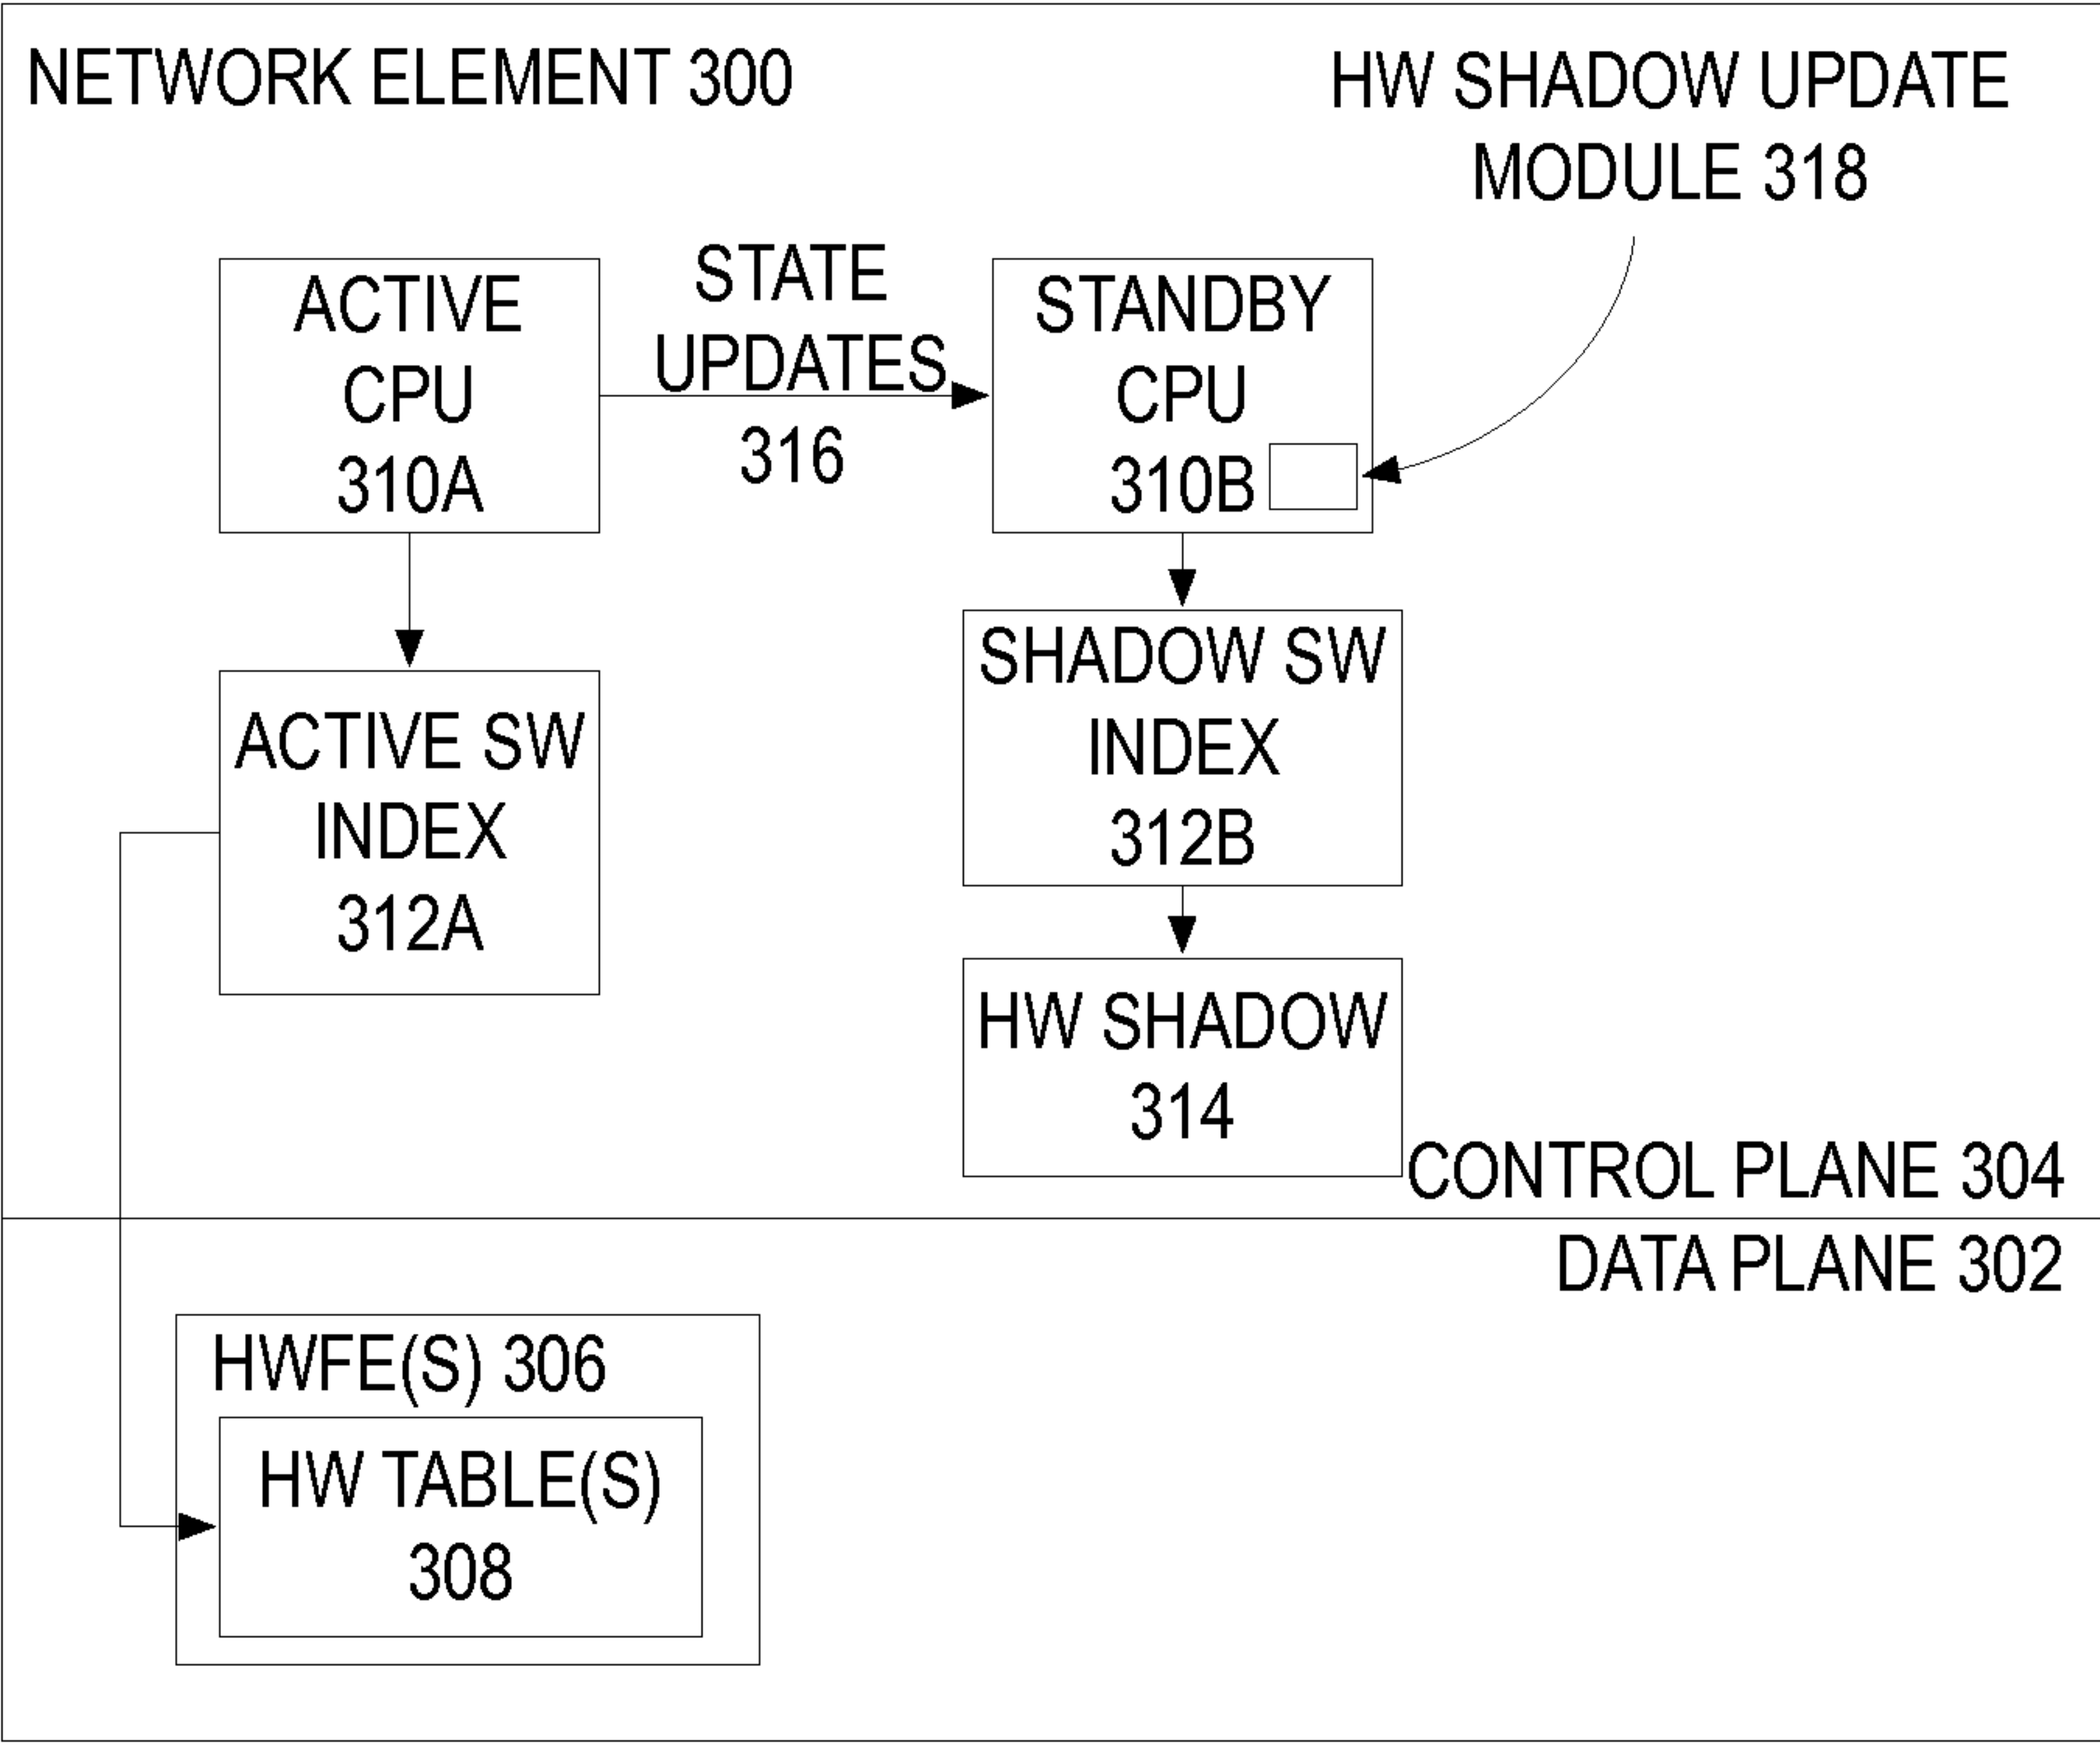 NETWORK ELEMENT 300
HW SHADOW UPDATE
MODULE 318
ACTIVE
CPU
310A
STATE
UPDATES
316
STANDBY
CPU
310B
ACTIVE SW
INDEX
312A
SHADOW SW
INDEX
312B
HW SHADOW
314
CONTROL PLANE 304
DATA PLANE 302
HWFE(S) 306
HW TABLE(S)
308